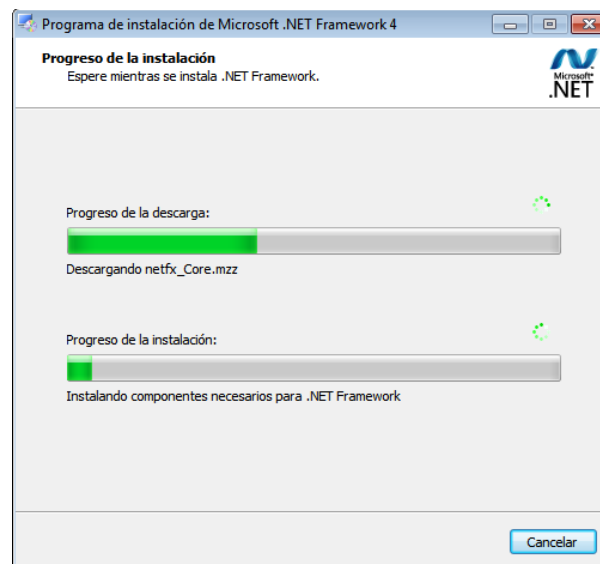 Programa de instalación de Microsoft .NET Framework 4
Progreso de la instalación
Espere mientras se instala .NET Framework.
Microsoft®
.NET
Progreso de la descarga:
Descargando netfx_Core.mzz
Progreso de la instalación:
Instalando componentes necesarios para .NET Framework
Cancelar